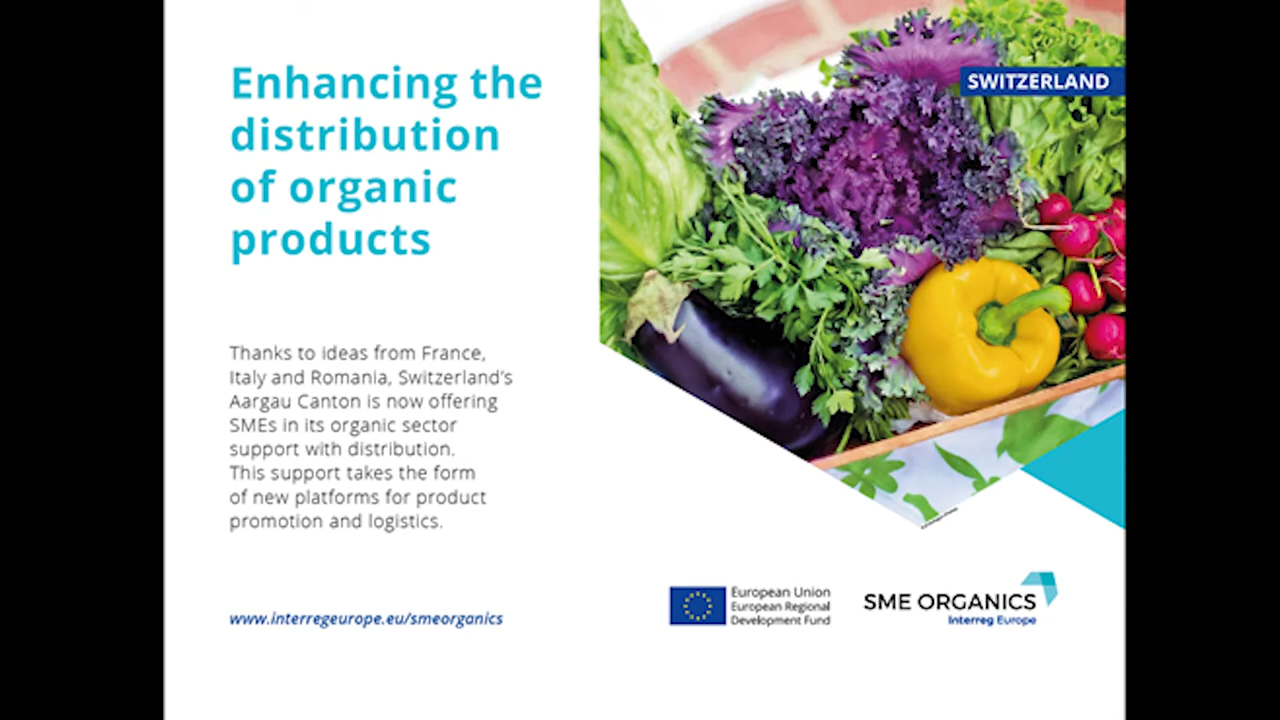 Enhancing the
distribution
of organic
products
SWITZERLAND
Thanks to ideas from France,
Italy and Romania, Switzerland's
Aargau Canton is now offering
SMEs in its organic sector
support with distribution.
This support takes the form
of new platforms for product
promotion and logistics.
www.interregeurope.eu/smeorganics
European Union
European Regional
Development Fund
SME ORGANICS
Interreg Europe